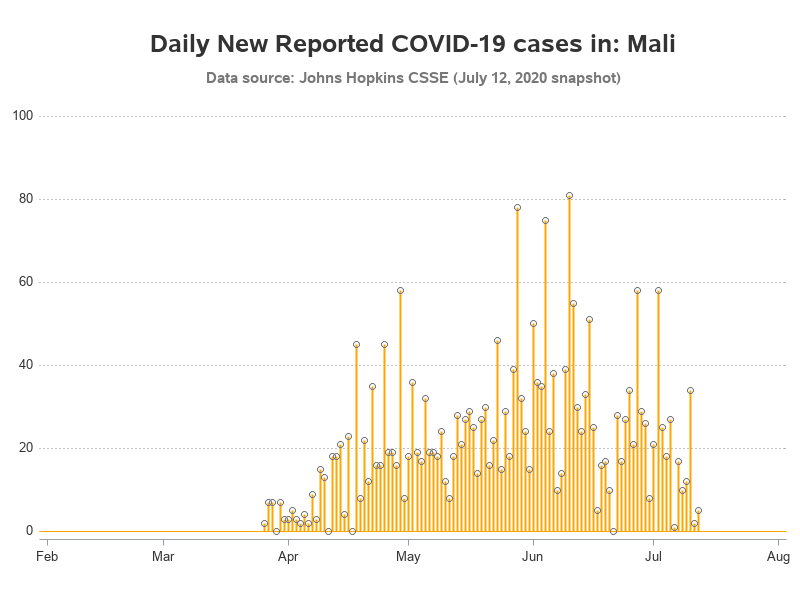 Daily New Reported COVID-19 cases in: Mali
Data source: Johns Hopkins CSSE (July 12, 2020 snapshot)
100
80
60
40
20
0
Feb Mar Apr May Jun Jul Aug